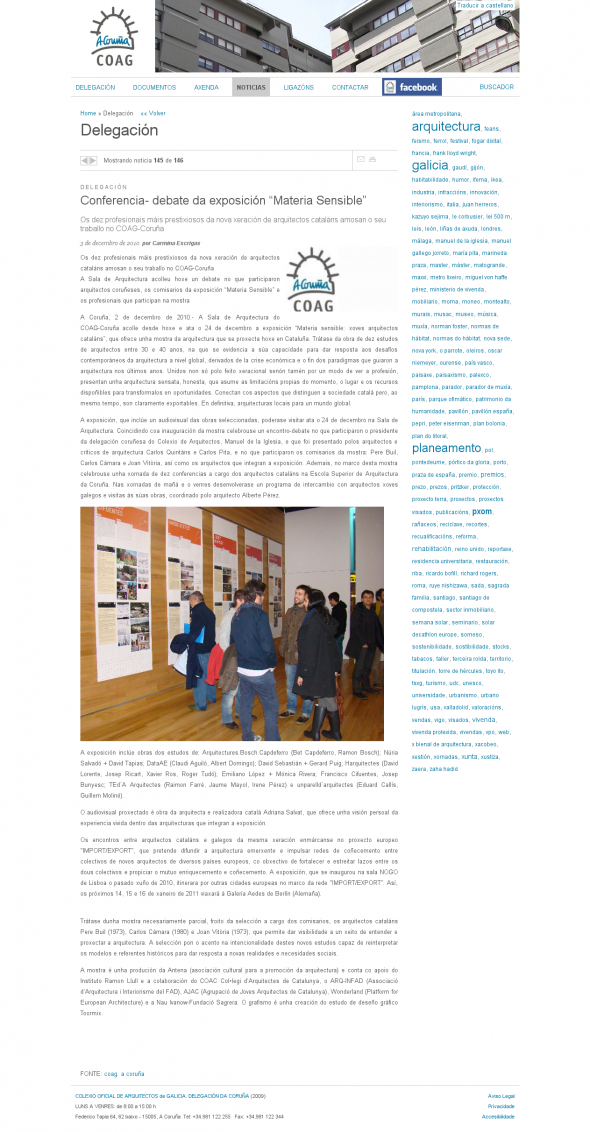 Traducir a castellano
A Coruña
COAG
DELEGACIÓN DOCUMENTOS AXENDA NOTICIAS LIGAZÓNS CONTACTAR facebook BUSCADOR
Home » Delegación << Volver
Delegación
Mostrando noticia 145 de 146
DELEGACIÓN
Conferencia- debate da exposición “Materia Sensible”
Os dez profesionais máis prestixiosos da nova xeración de arquitectos cataláns amosan o seu
traballo no COAG-Coruña
3 de decembro de 2010 por Carmina Escrigas
Os dez profesionais máis prestixiosos da nova xeración de arquitectos
cataláns amosan o seu traballo no COAG-Coruña
A Sala de Arquitectura acolleu hoxe un debate no que participaron
arquitectos coruñeses, os comisarios da exposición “Materia Sensible” e
os profesionais que participan na mostra
A Coruña
COAG
A Coruña, 2 de decembro de 2010.- A Sala de Arquitectura do
COAG-Coruña acolle desde hoxe e ata o 24 de decembro a exposición “Materia sensible: xoves arquitectos
cataláns”, que ofrece unha mostra da arquitectura que se proxecta hoxe en Cataluña. Trátase da obra de dez estudos
de arquitectos entre 30 e 40 anos, na que se evidencia a súa capacidade para dar resposta aos desafíos
contemporáneos da arquitectura a nivel global, derivados da crise económica e o fin dos paradigmas que guiaron a
arquitectura nos últimos anos. Unidos non só polo feito xeracional senón tamén por un modo de ver a profesión,
presentan unha arquitectura sensata, honesta, que asume as limitacións propias do momento, o lugar e os recursos
dispoñibles para transformalos en oportunidades. Conectan cos aspectos que distinguen a sociedade catalá pero, ao
mesmo tempo, son claramente exportables. En definitiva, arquitecturas locais para un mundo global.
A exposición, que inclúe un audiovisual das obras seleccionadas, poderase visitar ata o 24 de decembro na Sala de
Arquitectura. Coincidindo coa inauguración da mostra celebrouse un encontro-debate no que participaron o presidente
da delegación coruñesa do Colexio de Arquitectos, Manuel de la Iglesia, e que foi presentado polos arquitectos e
críticos de arquitectura Carlos Quintáns e Carlos Pita, e no que participaron os comisarios da mostra; Pere Buil,
Carlos Cámara e Joan Vitòria, así como os arquitectos que integran a exposición. Ademais, no marco desta mostra
celebrouse unha xornada de dez conferencias a cargo dos arquitectos cataláns na Escola Superior de Arquitectura
da Coruña. Nas xornadas de mañá e o venres desenvolverase un programa de intercambio con arquitectos xoves
galegos e visitas ás súas obras, coordinado polo arquitecto Alberte Pérez.
A exposición inclúe obras dos estudos de: Arquitectures Bosch.Capdeferro (Bet Capdeferro, Ramon Bosch); Núria
Salvadó + David Tapias; DataAE (Claudi Aguiló, Albert Domingo); David Sebastián + Gerard Puig; Harquitectes (David
Lorente, Josep Ricart, Xavier Ros, Roger Tudó); Emiliano López + Mónica Rivera; Francisco Cifuentes, Josep
Bunyesc; TEd'A Arquitectes (Ramon Farré, Jaume Mayol, Irene Pérez) e unparelld'arquitectes (Eduard Callís,
Guillem Moliné).
O audiovisual proxectado é obra da arquitecta e realizadora catalá Adriana Salvat, que ofrece unha visión persoal da
experiencia vivida dentro das arquitecturas que integran a exposición.
Os encontros entre arquitectos cataláns e galegos da mesma xeración enmárcanse no proxecto europeo
"IMPORT/EXPORT", que pretende difundir a arquitectura emerxente e impulsar redes de coñecemento entre
colectivos de novos arquitectos de diversos países europeos, co obxectivo de fortalecer e estreitar lazos entre os
dous colectivos e propiciar o mutuo enriquecemento e coñecemento. A exposición, que se inaugurou na sala NOGO
de Lisboa o pasado xuño de 2010, itinerara por outras cidades europeas no marco da rede "IMPORT/EXPORT". Así,
os próximos 14, 15 e 16 de xaneiro de 2011 viaxará á Galería Aedes de Berlín (Alemaña).
Trátase dunha mostra necesariamente parcial, froito da selección a cargo dos comisarios, os arquitectos cataláns
Pere Buil (1973), Carlos Cámara (1980) e Joan Vitòria (1973), que permite dar visibilidade a un xeito de entender e
proxectar a arquitectura. A selección pon o acento na intencionalidade destes novos estudos capaz de reinterpretar
os modelos e referentes históricos para dar resposta a novas realidades e necesidades sociais.
A mostra é unha produción da Antena (asociación cultural para a promoción da arquitectura) e conta co apoio do
Instituto Ramon Llull e a colaboración do COAC Col•legi d'Arquitectes de Catalunya, o ARQ-INFAD (Associació
d'Arquitectura i Interiorisme del FAD), AJAC (Agrupació de Joves Arquitectes de Catalunya), Wonderland (Platform for
European Architecture) e a Nau Ivanow-Fundació Sagrera. O grafismo é unha creación do estudo de deseño gráfico
Toormix.
FONTE: coag. a coruña
área metropolitana,
arquitectura, feans,
feísmo, ferrol, festival, fogar dixital,
francia, frank lloyd wright,
galicia, gaudí, gijón,
habitabilidade, humor, ifema, ikea,
industria, infraccións, innovación,
interiorismo, italia, juan herreros,
kazuyo sejima, le corbusier, lei 500 m,
leis, león, liñas de axuda, londres,
málaga, manuel de la iglesia, manuel
gallego jorreto, maría pita, marineda
plaza, master, máster, matogrande,
maxi, metro lixeiro, miguel von haffe
pérez, ministerio de vivenda,
mobiliario, moma, moneo, montealto,
murais, musac, museo, música,
muxía, norman foster, normas de
hábitat, normas do hábitat, nova sede,
nova york, o parrote, oleiros, oscar
niemeyer, ourense, país vasco,
paisaxe, paisaxismo, palexco,
pamplona, parador, parador de muxía,
parís, parque ofimático, patrimonio da
humanidade, pavillón, pavillón españa,
pepri, peter eisenman, plan bolonia,
plan do litoral,
planeamento, pol,
pontedeume, pórtico da gloria, porto,
praza de españa, premio, premios,
prezo, prezos, pritzker, protección,
proxecto terra, proxectos, proxectos
visados, publicacións, pxom,
rañaceos, reciclaxe, recortes,
recualificacións, reforma,
rehabilitación, reino unido, reportaxe,
residencia universitaria, restauración,
riba, ricardo bofill, richard rogers,
roma, ryue nishizawa, sada, sagrada
familia, santiago, santiago de
compostela, sector inmobiliario,
semana solar, seminario, solar
decathlon europe, someso,
sostenibilidade, sostibilidade, stocks,
tabacos, taller, terceira rolda, territorio,
titulación, torre de hércules, toyo ito,
tsxg, turismo, udc, unesco,
universidade, urbanismo, urbano
lugrís, usa, valladolid, valoracións,
vendas, vigo, visados, vivenda,
vivenda protexida, vivendas, vpo, web,
x bienal de arquitectura, xacobeo,
xestión, xornadas, xunta, xustiza,
zaera, zaha hadid
COLEXIO OFICIAL DE ARQUITECTOS de GALICIA. DELEGACIÓN DA CORUÑA (2009)
LUNS A VENRES: de 8:00 a 15:00 h
Federico Tapia 64, 62 baixo - 15005, A Coruña Tel: +34.981 122 255 Fax: +34.981 122 344
Aviso Legal
Privacidade
Accesibilidade